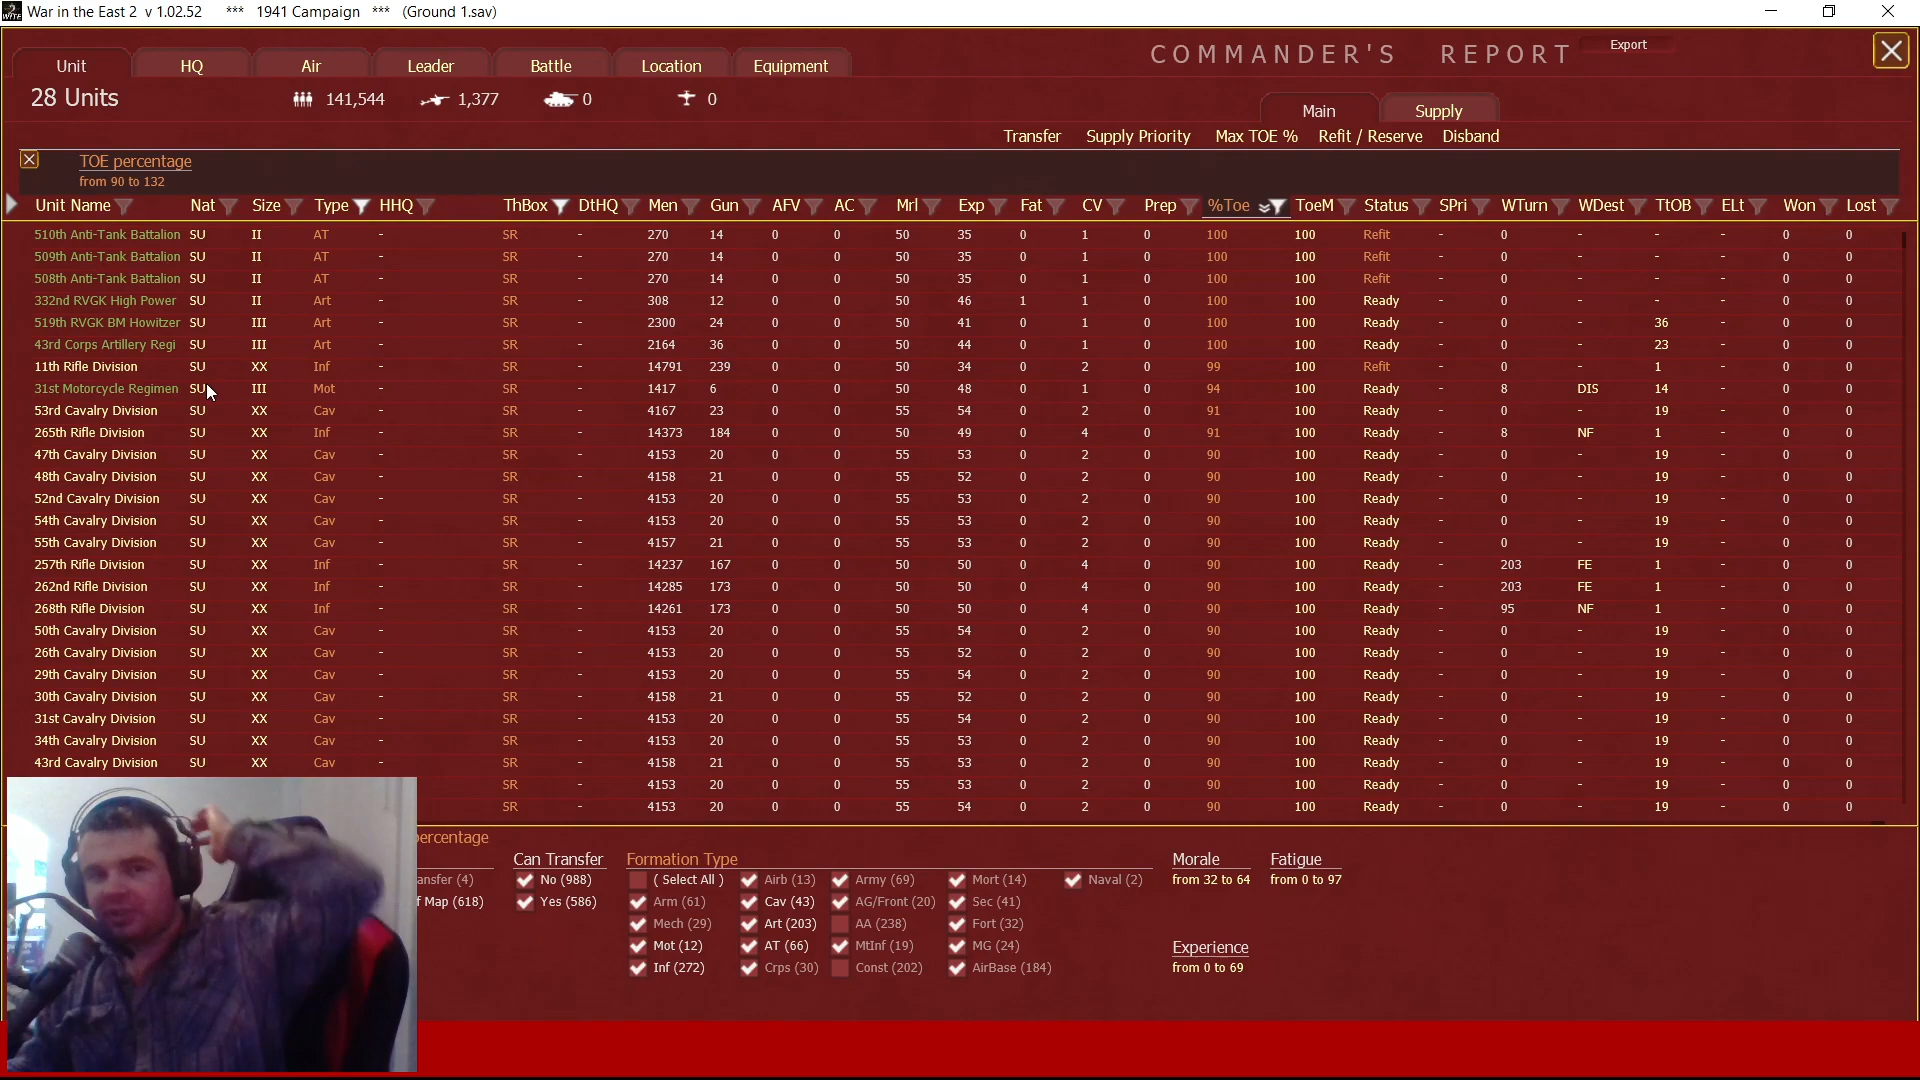 War in the East 2 v 1.02.52 *** 1941 Campaign *** (Ground 1.sav)
Unit HQ Air Leader Battle Location Equipment COMMANDER'S REPORT Export
28 Units 141,544 1,377 0 0 Main Supply
Transfer Supply Priority Max TOE % Refit / Reserve Disband
TOE percentage
from 90 to 132
Unit Name Nat Size Type HHQ ThBox DtHQ Men Gun AFV AC Mrl Exp Fat CV Prep %Toe ToeM Status SPri WTurn WDest TtOB ELt Won Lost
510th Anti-Tank Battalion SU II AT - SR - 270 14 0 0 50 35 0 1 0 100 100 Refit - 0 - - - 0 0
509th Anti-Tank Battalion SU II AT - SR - 270 14 0 0 50 35 0 1 0 100 100 Refit - 0 - - - 0 0
508th Anti-Tank Battalion SU II AT - SR - 270 14 0 0 50 35 0 1 0 100 100 Refit - 0 - - - 0 0
332nd RVGK High Power SU II Art - SR - 308 12 0 0 50 46 1 1 0 100 100 Ready - 0 - - - 0 0
519th RVGK BM Howitzer SU III Art - SR - 2300 24 0 0 50 41 0 1 0 100 100 Ready - 0 - 36 - 0 0
43rd Corps Artillery Regi SU III Art - SR - 2164 36 0 0 50 44 0 1 0 100 100 Ready - 0 - 23 - 0 0
11th Rifle Division SU XX Inf - SR - 14791 239 0 0 50 34 0 2 0 99 100 Refit - 0 - 1 - 0 0
31st Motorcycle Regimen SU III Mot - SR - 1417 6 0 0 50 48 0 1 0 94 100 Ready - 8 DIS 14 - 0 0
53rd Cavalry Division SU XX Cav - SR - 4167 23 0 0 55 54 0 2 0 91 100 Ready - 0 - 19 - 0 0
265th Rifle Division SU XX Inf - SR - 14373 184 0 0 50 49 0 4 0 91 100 Ready - 8 NF 1 - 0 0
47th Cavalry Division SU XX Cav - SR - 4153 20 0 0 55 53 0 2 0 90 100 Ready - 0 - 19 - 0 0
48th Cavalry Division SU XX Cav - SR - 4158 21 0 0 55 52 0 2 0 90 100 Ready - 0 - 19 - 0 0
52nd Cavalry Division SU XX Cav - SR - 4153 20 0 0 55 53 0 2 0 90 100 Ready - 0 - 19 - 0 0
54th Cavalry Division SU XX Cav - SR - 4153 20 0 0 55 53 0 2 0 90 100 Ready - 0 - 19 - 0 0
55th Cavalry Division SU XX Cav - SR - 4157 21 0 0 55 53 0 2 0 90 100 Ready - 0 - 19 - 0 0
257th Rifle Division SU XX Inf - SR - 14237 167 0 0 50 50 0 4 0 90 100 Ready - 203 FE 1 - 0 0
262nd Rifle Division SU XX Inf - SR - 14285 173 0 0 50 50 0 4 0 90 100 Ready - 203 FE 1 - 0 0
268th Rifle Division SU XX Inf - SR - 14261 173 0 0 50 50 0 4 0 90 100 Ready - 95 NF 1 - 0 0
50th Cavalry Division SU XX Cav - SR - 4153 20 0 0 55 54 0 2 0 90 100 Ready - 0 - 19 - 0 0
26th Cavalry Division SU XX Cav - SR - 4153 20 0 0 55 52 0 2 0 90 100 Ready - 0 - 19 - 0 0
29th Cavalry Division SU XX Cav - SR - 4153 20 0 0 55 54 0 2 0 90 100 Ready - 0 - 19 - 0 0
30th Cavalry Division SU XX Cav - SR - 4158 21 0 0 55 52 0 2 0 90 100 Ready - 0 - 19 - 0 0
31st Cavalry Division SU XX Cav - SR - 4153 20 0 0 55 54 0 2 0 90 100 Ready - 0 - 19 - 0 0
34th Cavalry Division SU XX Cav - SR - 4153 20 0 0 55 53 0 2 0 90 100 Ready - 0 - 19 - 0 0
43rd Cavalry Division SU XX Cav - SR - 4158 21 0 0 55 53 0 2 0 90 100 Ready - 0 - 19 - 0 0
SR - 4153 20 0 0 55 53 0 2 0 90 100 Ready - 0 - 19 - 0 0
SR - 4153 20 0 0 55 54 0 2 0 90 100 Ready - 0 - 19 - 0 0
ercentage
Can Transfer Formation Type Morale Fatigue
ansfer (4) No (988) ( Select All ) Airb (13) Army (69) Mort (14) Naval (2) from 32 to 64 from 0 to 97
f Map (618) Yes (586) Arm (61) Cav (43) AG/Front (20) Sec (41)
Mech (29) Art (203) AA (238) Fort (32)
Mot (12) AT (66) MtInf (19) MG (24) Experience
Inf (272) Crps (30) Const (202) AirBase (184) from 0 to 69